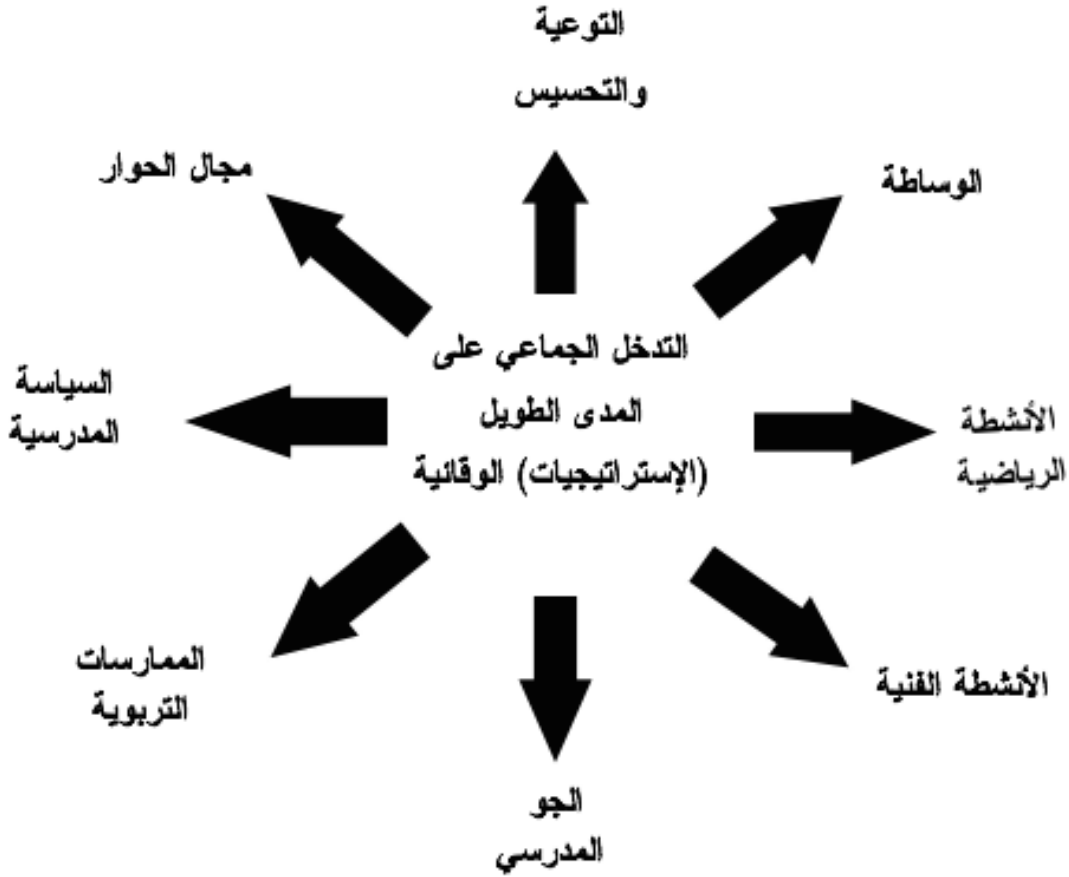 التوعية
والتحسيس
الوساطة
مجال الحوار
التدخل الجماعي على
المدى الطويل
(الإستراتيجيات) الوقائية
السياسة
المدرسية
الأنشطة
الرياضية
الممارسات
التربوية
الأنشطة الفنية
الجو
المدرسي